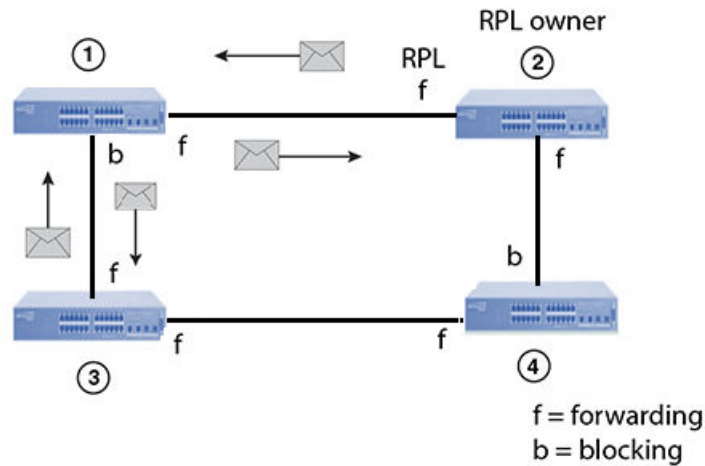 RPL owner
1
RPL
2
f
b
f
f
b
f
f
f
3
4
f = forwarding
b = blocking